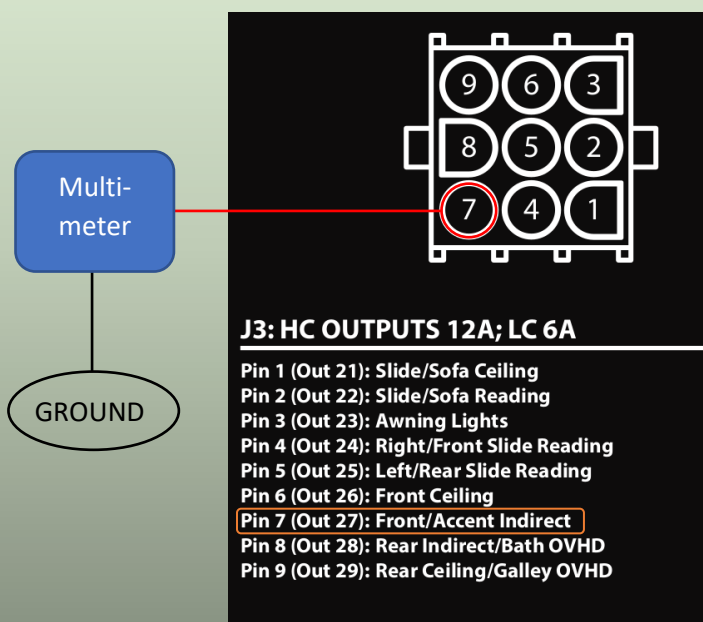 9 6 3
8 5 2
Multi-
meter
7 4 1
GROUND
J3: HC OUTPUTS 12A; LC 6A
Pin 1 (Out 21): Slide/Sofa Ceiling
Pin 2 (Out 22): Slide/Sofa Reading
Pin 3 (Out 23): Awning Lights
Pin 4 (Out 24): Right/Front Slide Reading
Pin 5 (Out 25): Left/Rear Slide Reading
Pin 6 (Out 26): Front Ceiling
Pin 7 (Out 27): Front/Accent Indirect
Pin 8 (Out 28): Rear Indirect/Bath OVHD
Pin 9 (Out 29): Rear Ceiling/Galley OVHD